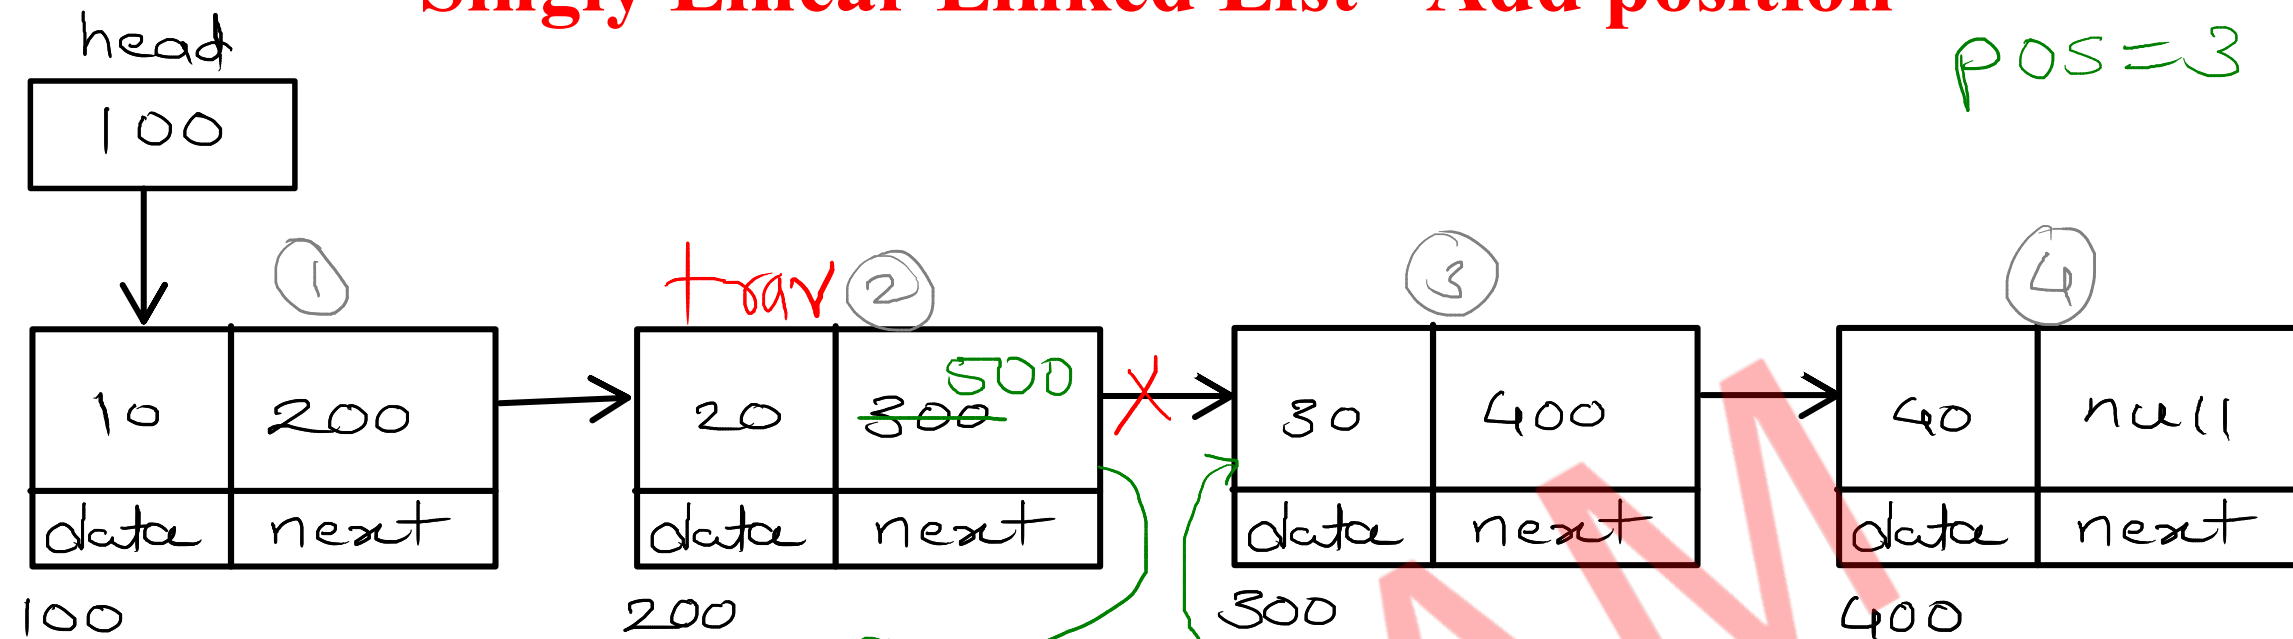 Singly Linear Linked List - Add position
head
pos=3
100
1
trav 2
3
4
500
10 200
20 300
30 400
40 null
data next
data next
data next
data next
100
200
300
400